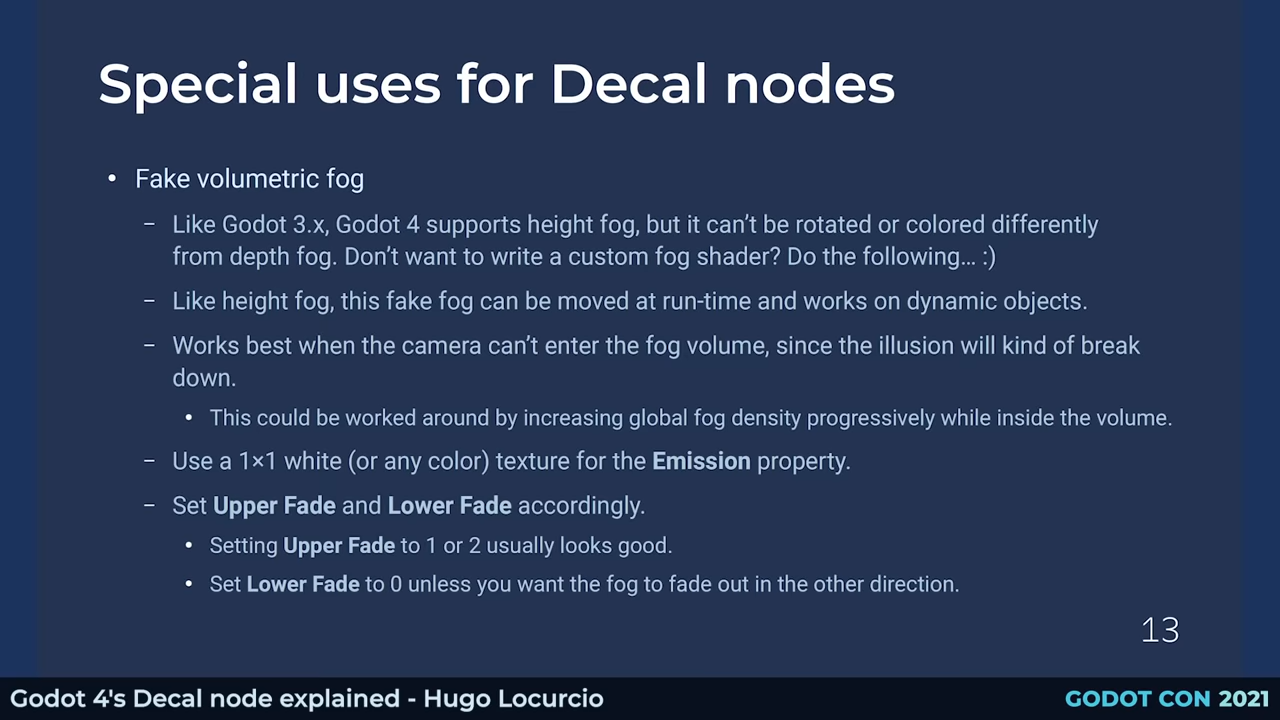 Special uses for Decal nodes
• Fake volumetric fog
– Like Godot 3.x, Godot 4 supports height fog, but it can’t be rotated or colored differently
from depth fog. Don’t want to write a custom fog shader? Do the following… :)
– Like height fog, this fake fog can be moved at run-time and works on dynamic objects.
– Works best when the camera can’t enter the fog volume, since the illusion will kind of break
down.
• This could be worked around by increasing global fog density progressively while inside the volume.
– Use a 1×1 white (or any color) texture for the Emission property.
– Set Upper Fade and Lower Fade accordingly.
• Setting Upper Fade to 1 or 2 usually looks good.
• Set Lower Fade to 0 unless you want the fog to fade out in the other direction.
13
Godot 4's Decal node explained - Hugo Locurcio
GODOT CON 2021